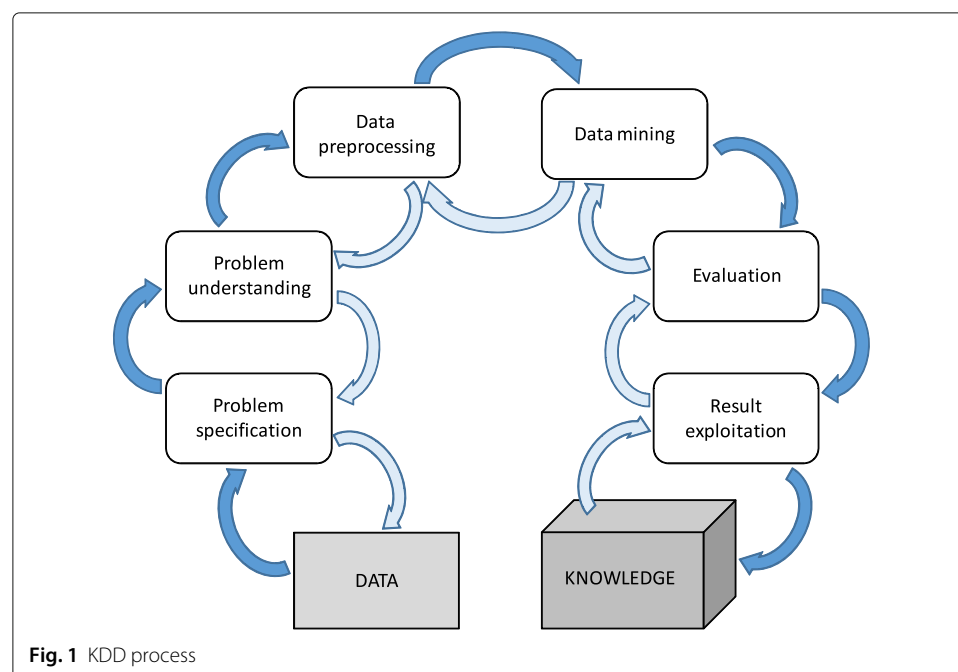 Data
preprocessing
Data mining
Problem
understanding
Evaluation
Problem
specification
Result
exploitation
DATA
KNOWLEDGE
Fig. 1 KDD process